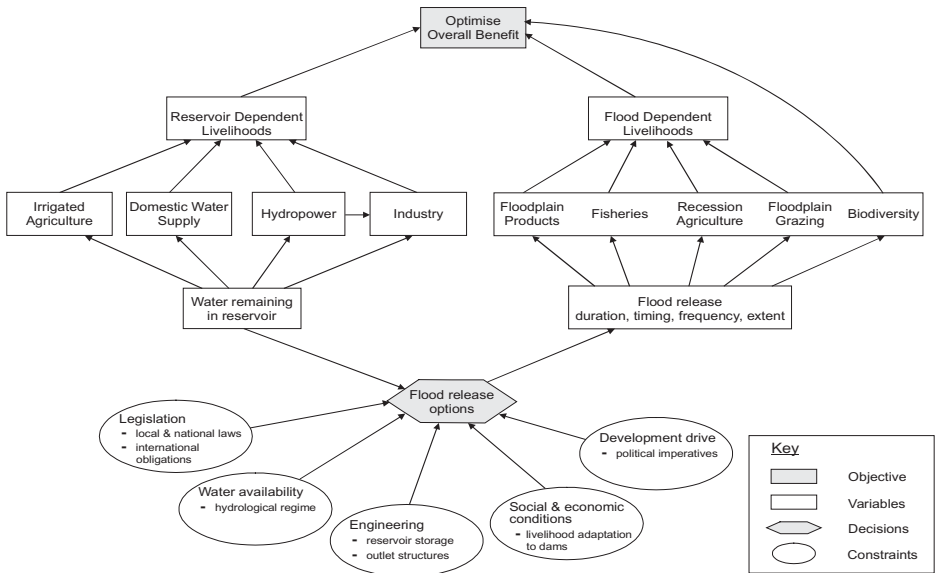 Optimise
Overall Benefit
Reservoir Dependent
Livelihoods
Flood Dependent
Livelihoods
Irrigated
Agriculture
Domestic Water
Supply
Hydropower
Industry
Floodplain
Products
Fisheries
Recession
Agriculture
Floodplain
Grazing
Biodiversity
Water remaining
in reservoir
Flood release
duration, timing, frequency, extent
Flood release
options
Legislation
- local & national laws
- international
obligations
Water availability
- hydrological regime
Engineering
- reservoir storage
- outlet structures
Social & economic
conditions
- livelihood adaptation
to dams
Development drive
- political imperatives
Key
Objective
Variables
Decisions
Constraints